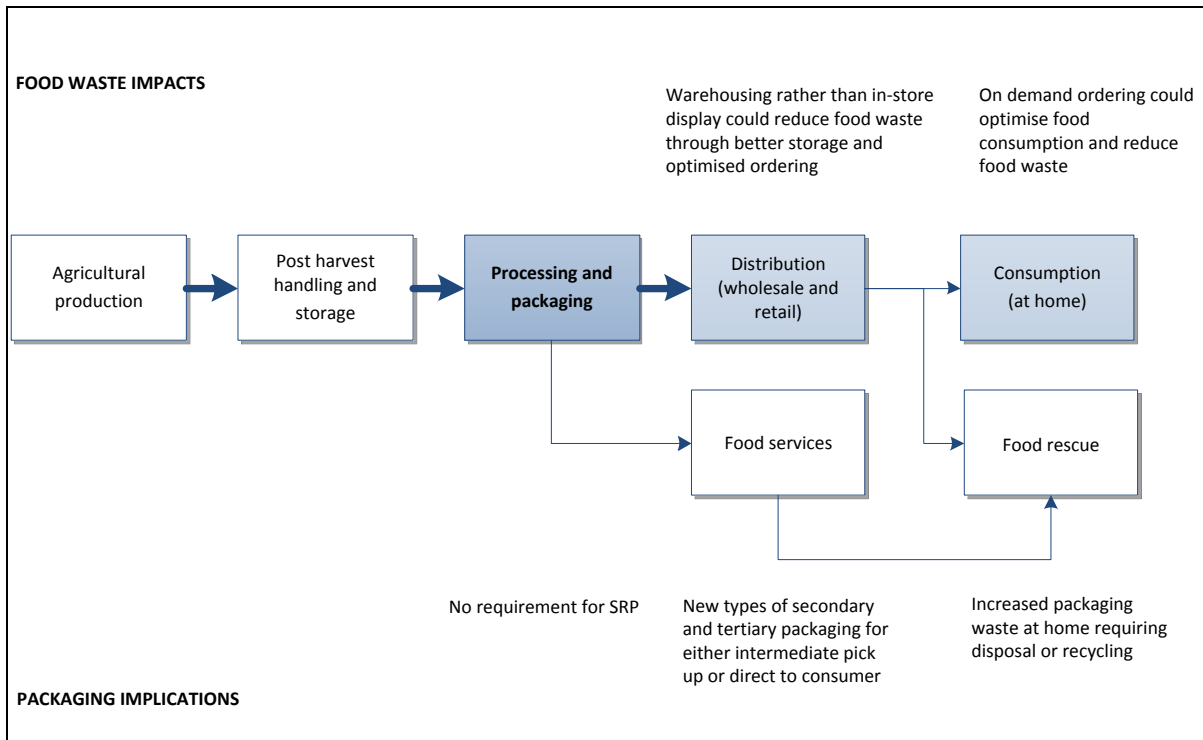 FOOD WASTE IMPACTS
Warehousing rather than in-store
display could reduce food waste
through better storage and
optimised ordering
On demand ordering could
optimise food
consumption and reduce
food waste
Agricultural
production
Post harvest
handling and
storage
Processing and
packaging
Distribution
(wholesale and
retail)
Consumption
(at home)
Food services
Food rescue
No requirement for SRP
New types of secondary
and tertiary packaging for
either intermediate pick
up or direct to consumer
Increased packaging
waste at home requiring
disposal or recycling
PACKAGING IMPLICATIONS